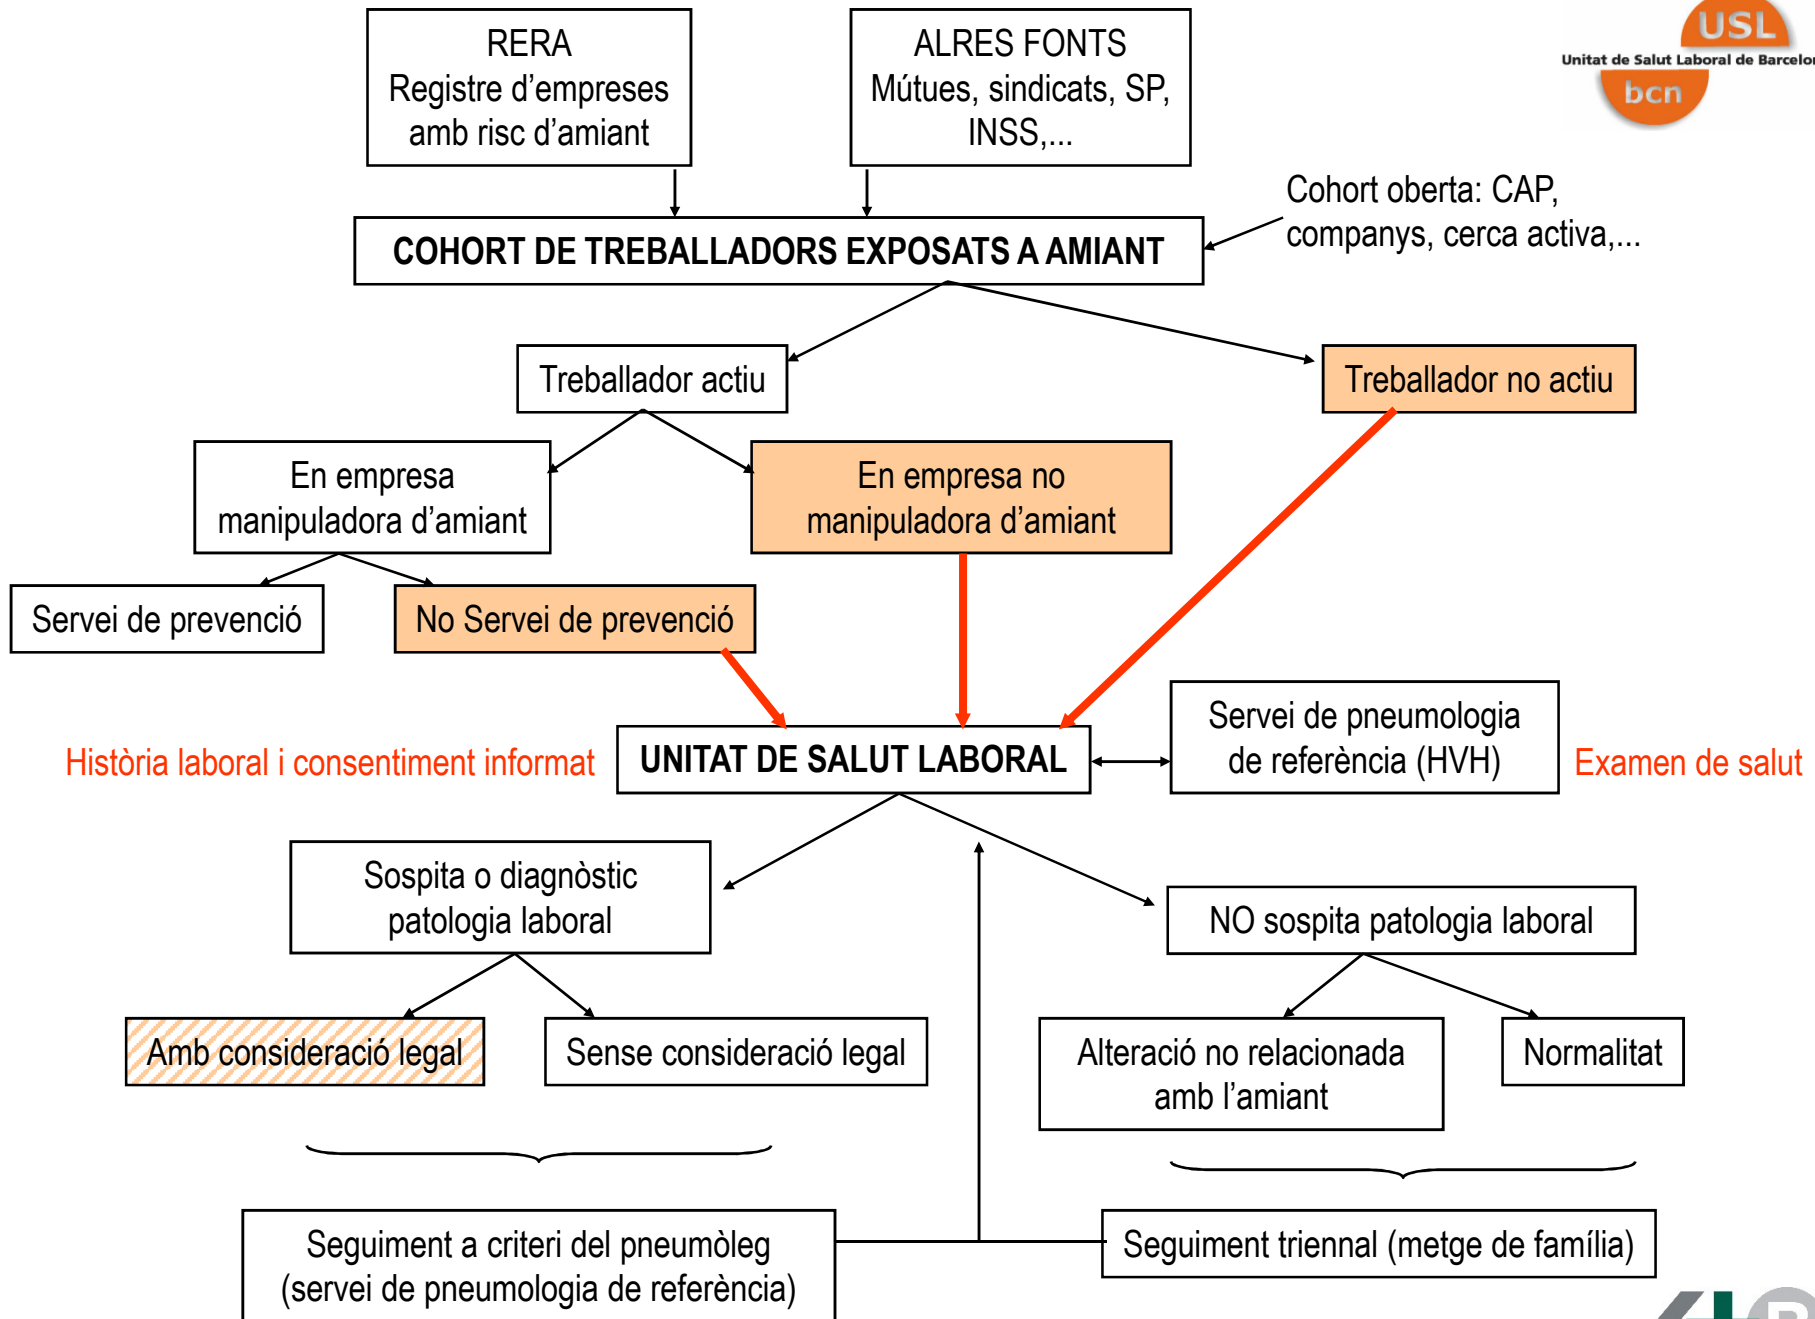 USL
Unitat de Salut Laboral de Barcelon
bcn
RERA
Registre d'empreses
amb risc d'amiant
ALRES FONTS
Mútues, sindicats, SP,
INSS,...
Cohort oberta: CAP,
companys, cerca activa,...
COHORT DE TREBALLADORS EXPOSATS A AMIANT
Treballador actiu
Treballador no actiu
En empresa
manipuladora d'amiant
En empresa no
manipuladora d'amiant
Servei de prevenció
No Servei de prevenció
Història laboral i consentiment informat
UNITAT DE SALUT LABORAL
Servei de pneumologia
de referència (HVH)
Examen de salut
Sospita o diagnòstic
patologia laboral
NO sospita patologia laboral
Amb consideració legal
Sense consideració legal
Alteració no relacionada
amb l'amiant
Normalitat
Seguiment a criteri del pneumòleg
(servei de pneumologia de referència)
Seguiment triennal (metge de família)